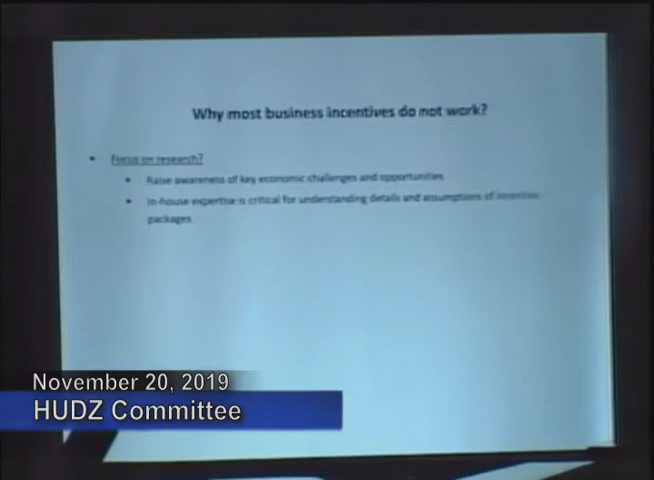 Why most business incentives do not work?
• Focus on research?
• Raise awareness of key economic challenges and opportunities
• In-house expertise is critical for understanding details and assumptions of incentive
packages.
November 20, 2019
HUDZ Committee